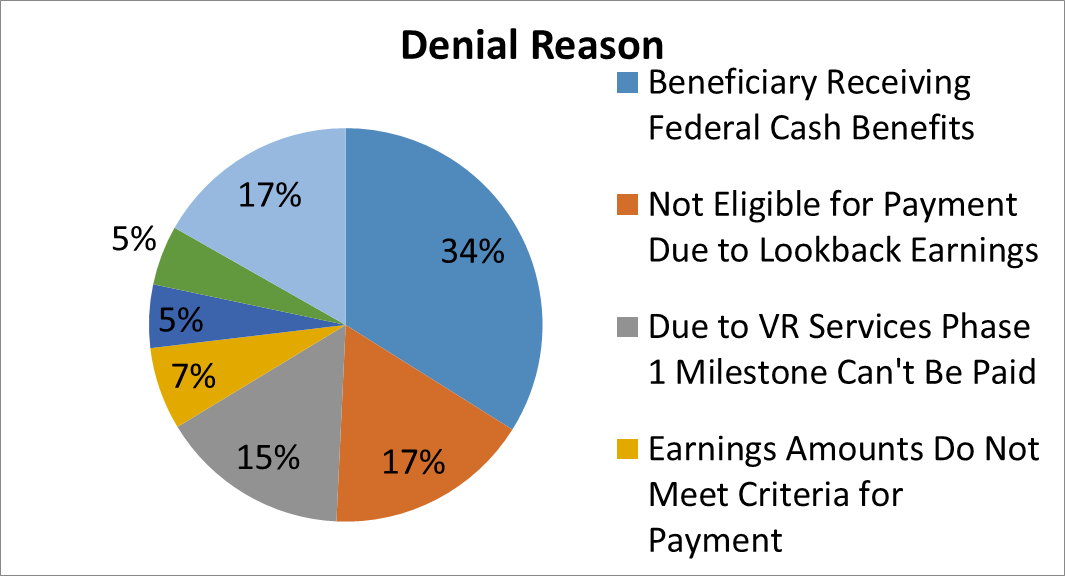 Denial Reason
Beneficiary Receiving
Federal Cash Benefits
Not Eligible for Payment
Due to Lookback Earnings
Due to VR Services Phase
1 Milestone Can't Be Paid
Earnings Amounts Do Not
Meet Criteria for
Payment
17%
5%
34%
5%
7%
15%
17%